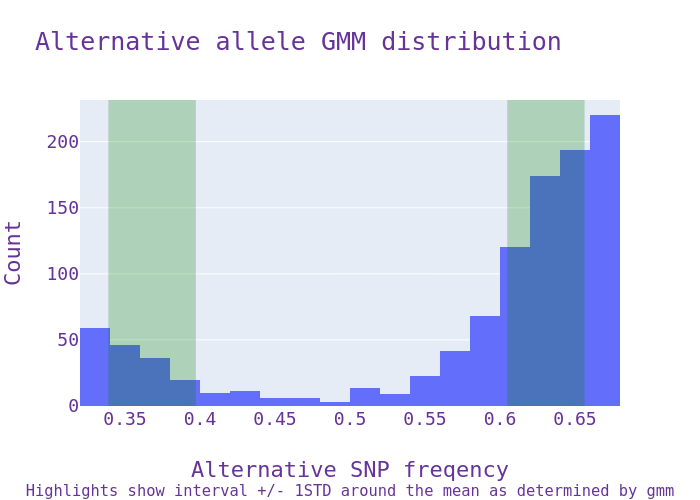 Alternative allele GMM distribution
200
150
100
50
0
Count
0.35 0.4 0.45 0.5 0.55 0.6 0.65
Alternative SNP freqency
Highlights show interval +/- 1STD around the mean as determined by gmm